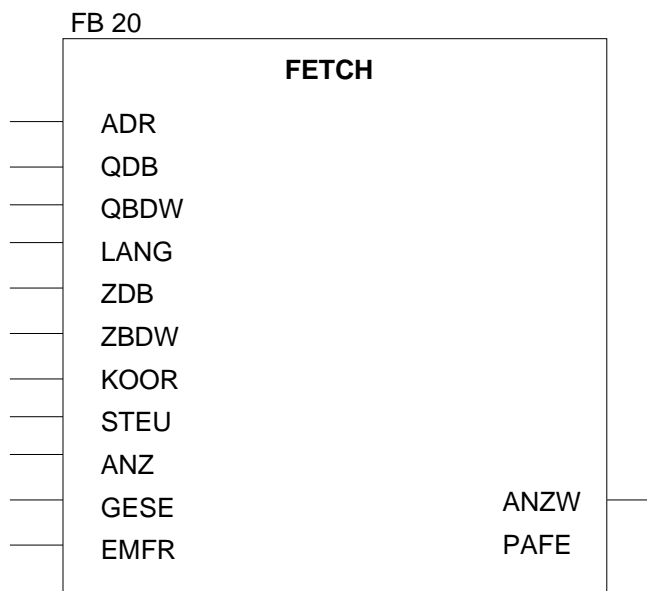 FB 20
FETCH
ADR
QDB
QBDW
LANG
ZDB
ZBDW
KOOR
STEU
ANZ
GESE ANZW
EMFR PAFE